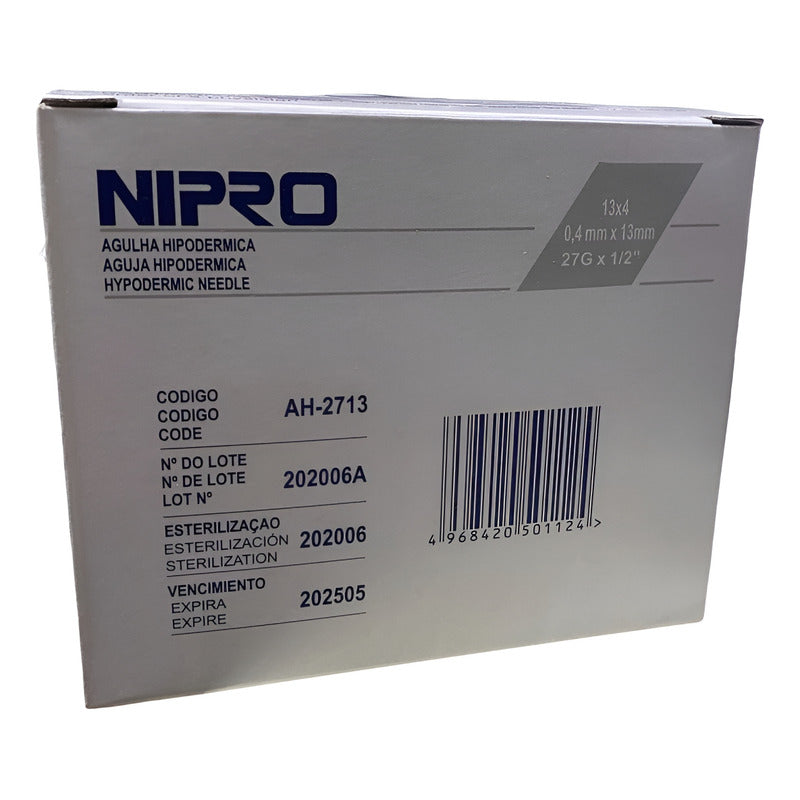 NIPRO
AGULHA HIPODERMICA
AGUJA HIPODERMICA
HYPODERMIC NEEDLE
13x4
0,4 mm x 13mm
27G x 1/2"
CODIGO
CODIGO
CODE
AH-2713
Nº DO LOTE
Nº DE LOTE
LOT Nº
202006A
ESTERILIZAÇAO
ESTERILIZACIÓN
STERILIZATION
202006
VENCIMIENTO
EXPIRA
EXPIRE
202505
4 968420 501124 >